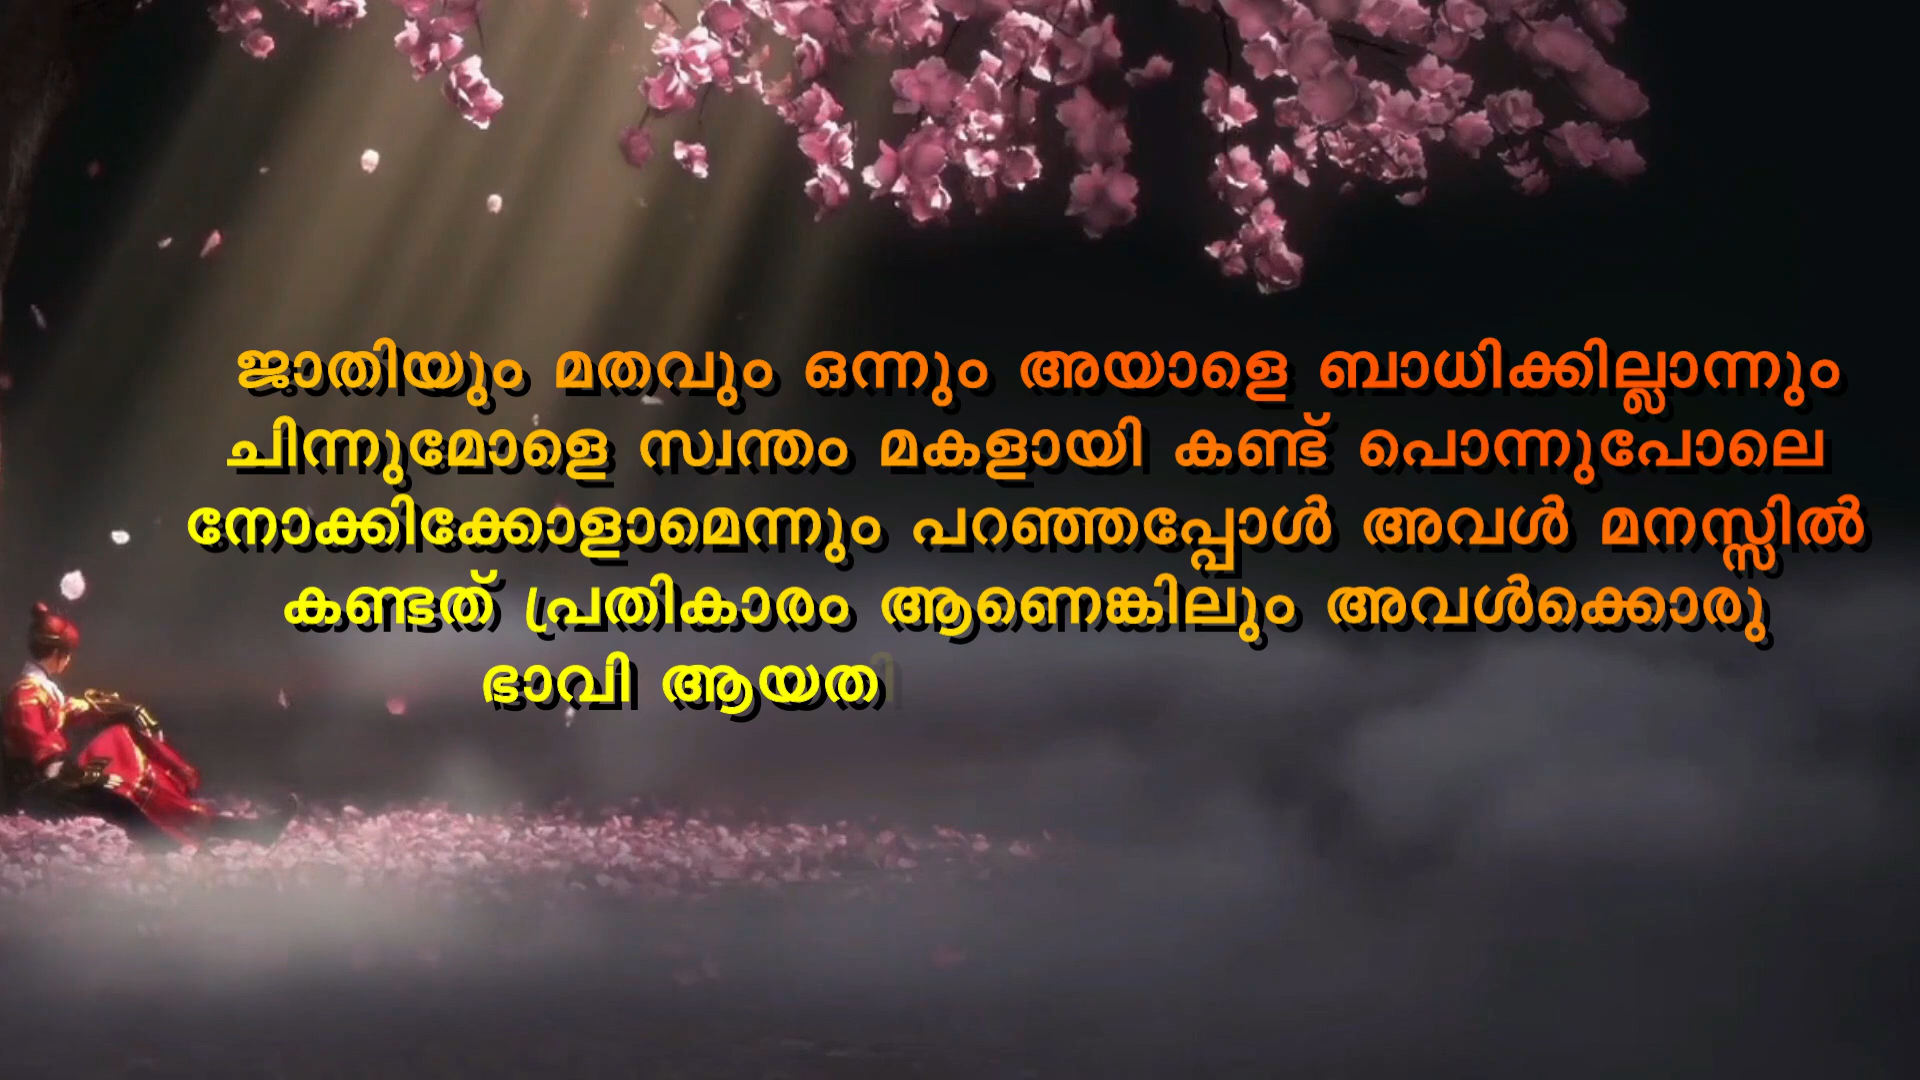 ജാതിയും മതവും ഒന്നും അയാളെ ബാധിക്കില്ലാന്നും
ചിന്നുമോളെ സ്വന്തം മകളായി കണ്ട് പൊന്നുപോലെ
നോക്കിക്കോളാമെന്നും പറഞ്ഞപ്പോൾ അവൾ മനസ്സിൽ
കണ്ടത് പ്രതികാരം ആണെങ്കിലും അവൾക്കൊരു
ഭാവി ആയതി